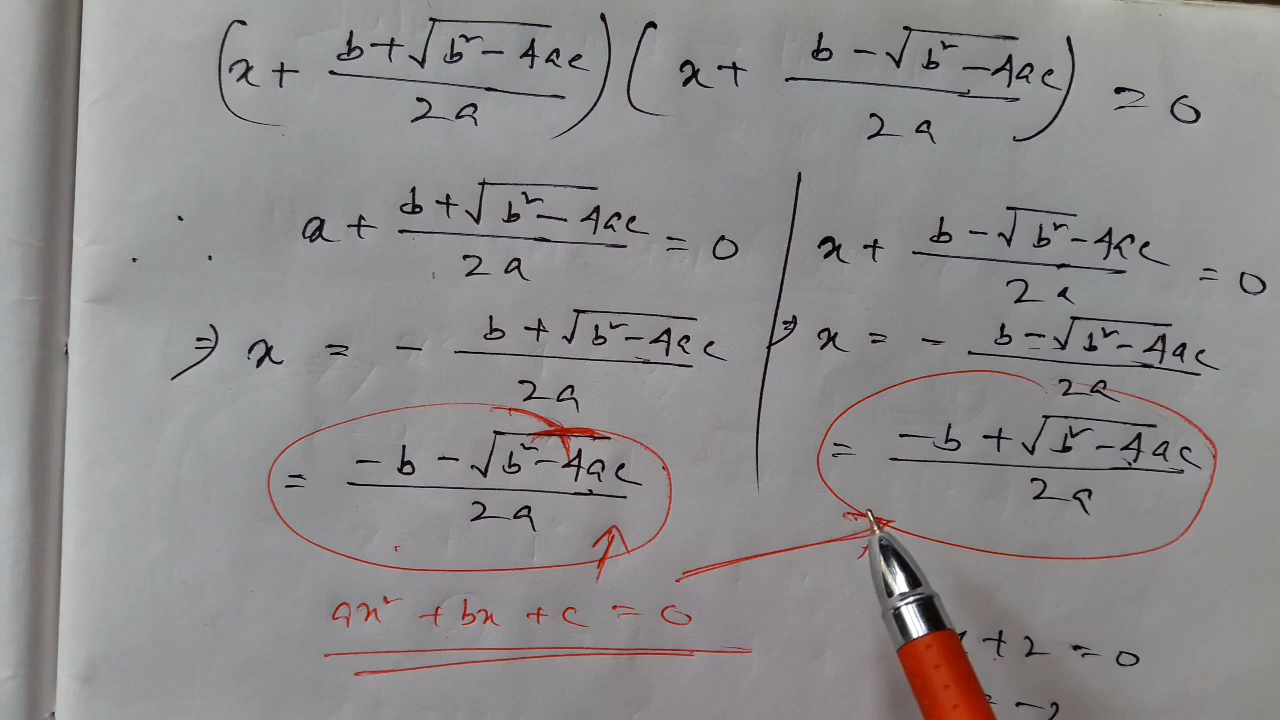 (x + (b+√(b²-4ac))/2a) (x + (b-√(b²-4ac))/2a) = 0
∴ a + (b+√(b²-4ac))/2a = 0
⇒ x = - (b+√(b²-4ac))/2a
= (-b-√(b²-4ac))/2a
x + (b-√(b²-4ac))/2a = 0
⇒ x = - (b-√(b²-4ac))/2a
= (-b+√(b²-4ac))/2a
ax² + bx + c = 0
+ 2 = 0